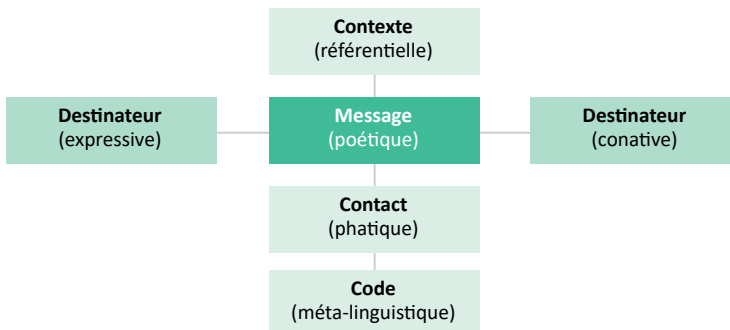 Contexte
(référentielle)
Destinateur
(expressive)
Message
(poétique)
Destinateur
(conative)
Contact
(phatique)
Code
(méta-linguistique)